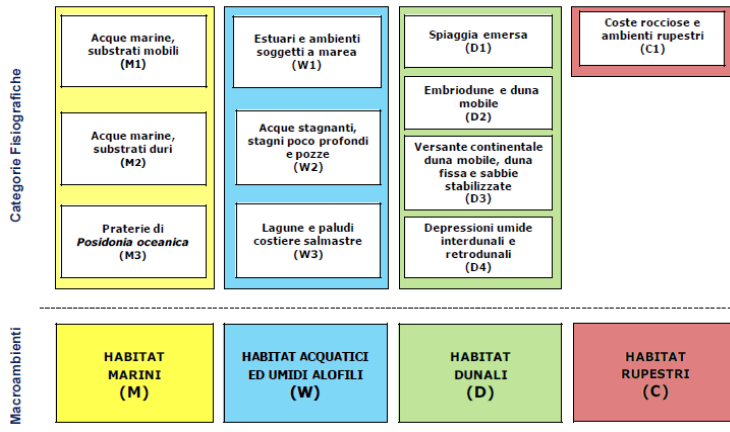 Categorie Fisiografiche
Acque marine,
substrati mobili
(M1)
Acque marine,
substrati duri
(M2)
Praterie di
Posidonia oceanica
(M3)
Estuari e ambienti
soggetti a marea
(W1)
Acque stagnanti,
stagni poco profondi
e pozze
(W2)
Lagune e paludi
costiere salmastre
(W3)
Spiaggia emersa
(D1)
Embriodune e duna
mobile
(D2)
Versante continentale
duna mobile, duna
fissa e sabbie
stabilizzate
(D3)
Depressioni umide
interdunali e
retrodunali
(D4)
Coste rocciose e
ambienti rupestri
(C1)
Macroambienti
HABITAT
MARINI
(M)
HABITAT ACQUATICI
ED UMIDI ALOFILI
(W)
HABITAT
DUNALI
(D)
HABITAT
RUPESTRI
(C)